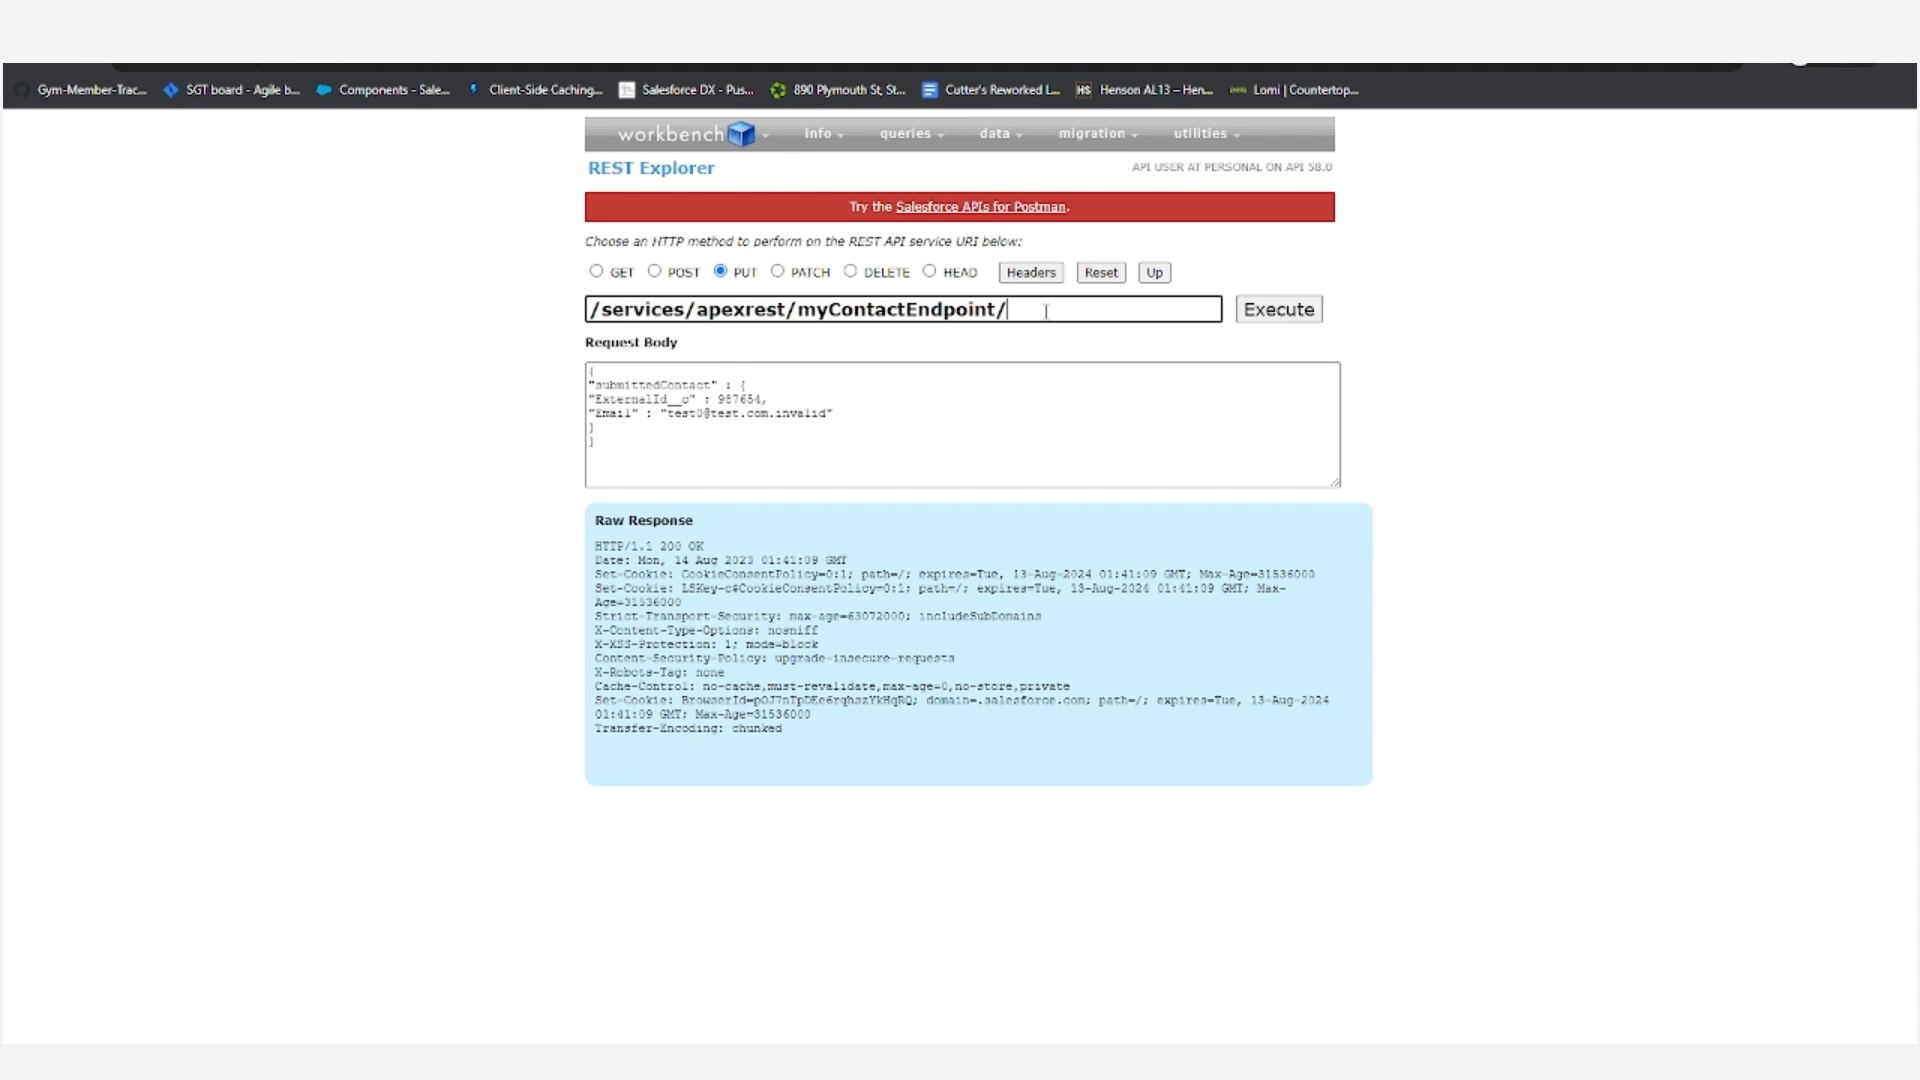 Gym-Member-Trac... SGT board - Agile b... Components - Sale... Client-Side Caching... Salesforce DX - Pus... 890 Plymouth St, St... Cutter's Reworked L... HS Henson AL13 – Hen... Lomi | Countertop...
workbench info queries data migration utilities
REST Explorer API USER AT PERSONAL ON API 58.0
Try the Salesforce APIs for Postman.
Choose an HTTP method to perform on the REST API service URI below:
GET POST PUT PATCH DELETE HEAD Headers Reset Up
/services/apexrest/myContactEndpoint/ Execute
Request Body
{
"submittedContact" : {
"ExternalId__c" : 987654,
"Email" : "test0@test.com.invalid"
}
}
Raw Response
HTTP/1.1 200 OK
Date: Mon, 14 Aug 2023 01:41:09 GMT
Set-Cookie: CookieConsentPolicy=0:1; path=/; expires=Tue, 13-Aug-2024 01:41:09 GMT; Max-Age=31536000
Set-Cookie: LSKey-c$CookieConsentPolicy=0:1; path=/; expires=Tue, 13-Aug-2024 01:41:09 GMT; Max-
Age=31536000
Strict-Transport-Security: max-age=63072000; includeSubDomains
X-Content-Type-Options: nosniff
X-XSS-Protection: 1; mode=block
Content-Security-Policy: upgrade-insecure-requests
X-Robots-Tag: none
Cache-Control: no-cache,must-revalidate,max-age=0,no-store,private
Set-Cookie: domain=.salesforce.com; path=/; expires=Tue, 13-Aug-2024
01:41:09 GMT; Max-Age=31536000
Transfer-Encoding: chunked